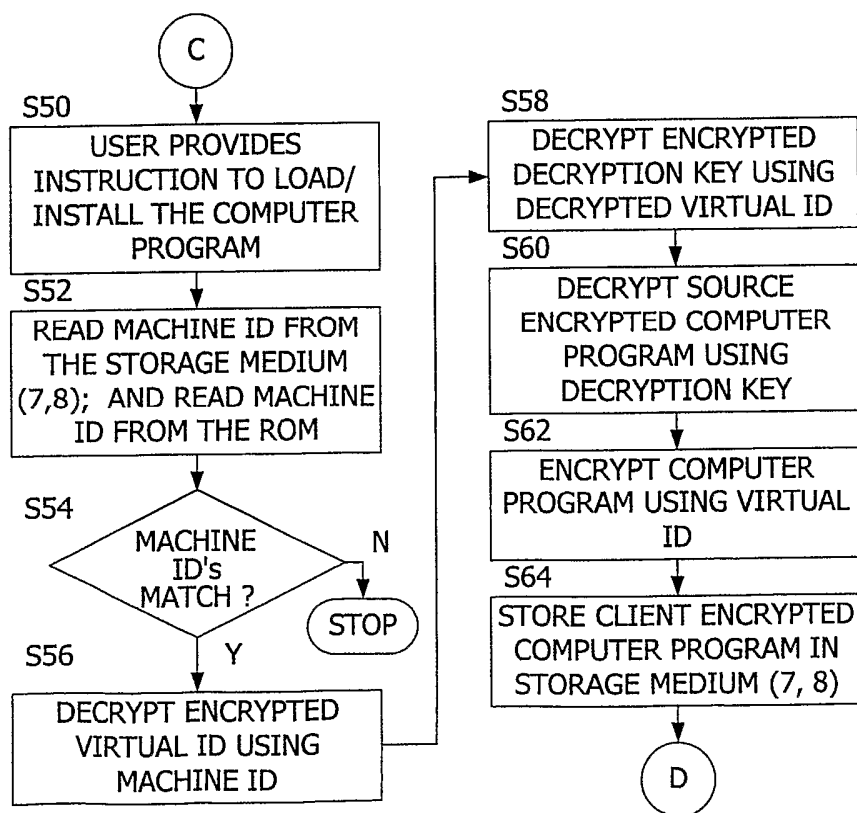 C
S50
USER PROVIDES
INSTRUCTION TO LOAD/
INSTALL THE COMPUTER
PROGRAM
S52
READ MACHINE ID FROM
THE STORAGE MEDIUM
(7,8); AND READ MACHINE
ID FROM THE ROM
S54
MACHINE
ID's
MATCH ?
N
STOP
Y
S56
DECRYPT ENCRYPTED
VIRTUAL ID USING
MACHINE ID
S58
DECRYPT ENCRYPTED
DECRYPTION KEY USING
DECRYPTED VIRTUAL ID
S60
DECRYPT SOURCE
ENCRYPTED COMPUTER
PROGRAM USING
DECRYPTION KEY
S62
ENCRYPT COMPUTER
PROGRAM USING VIRTUAL
ID
S64
STORE CLIENT ENCRYPTED
COMPUTER PROGRAM IN
STORAGE MEDIUM (7, 8)
D